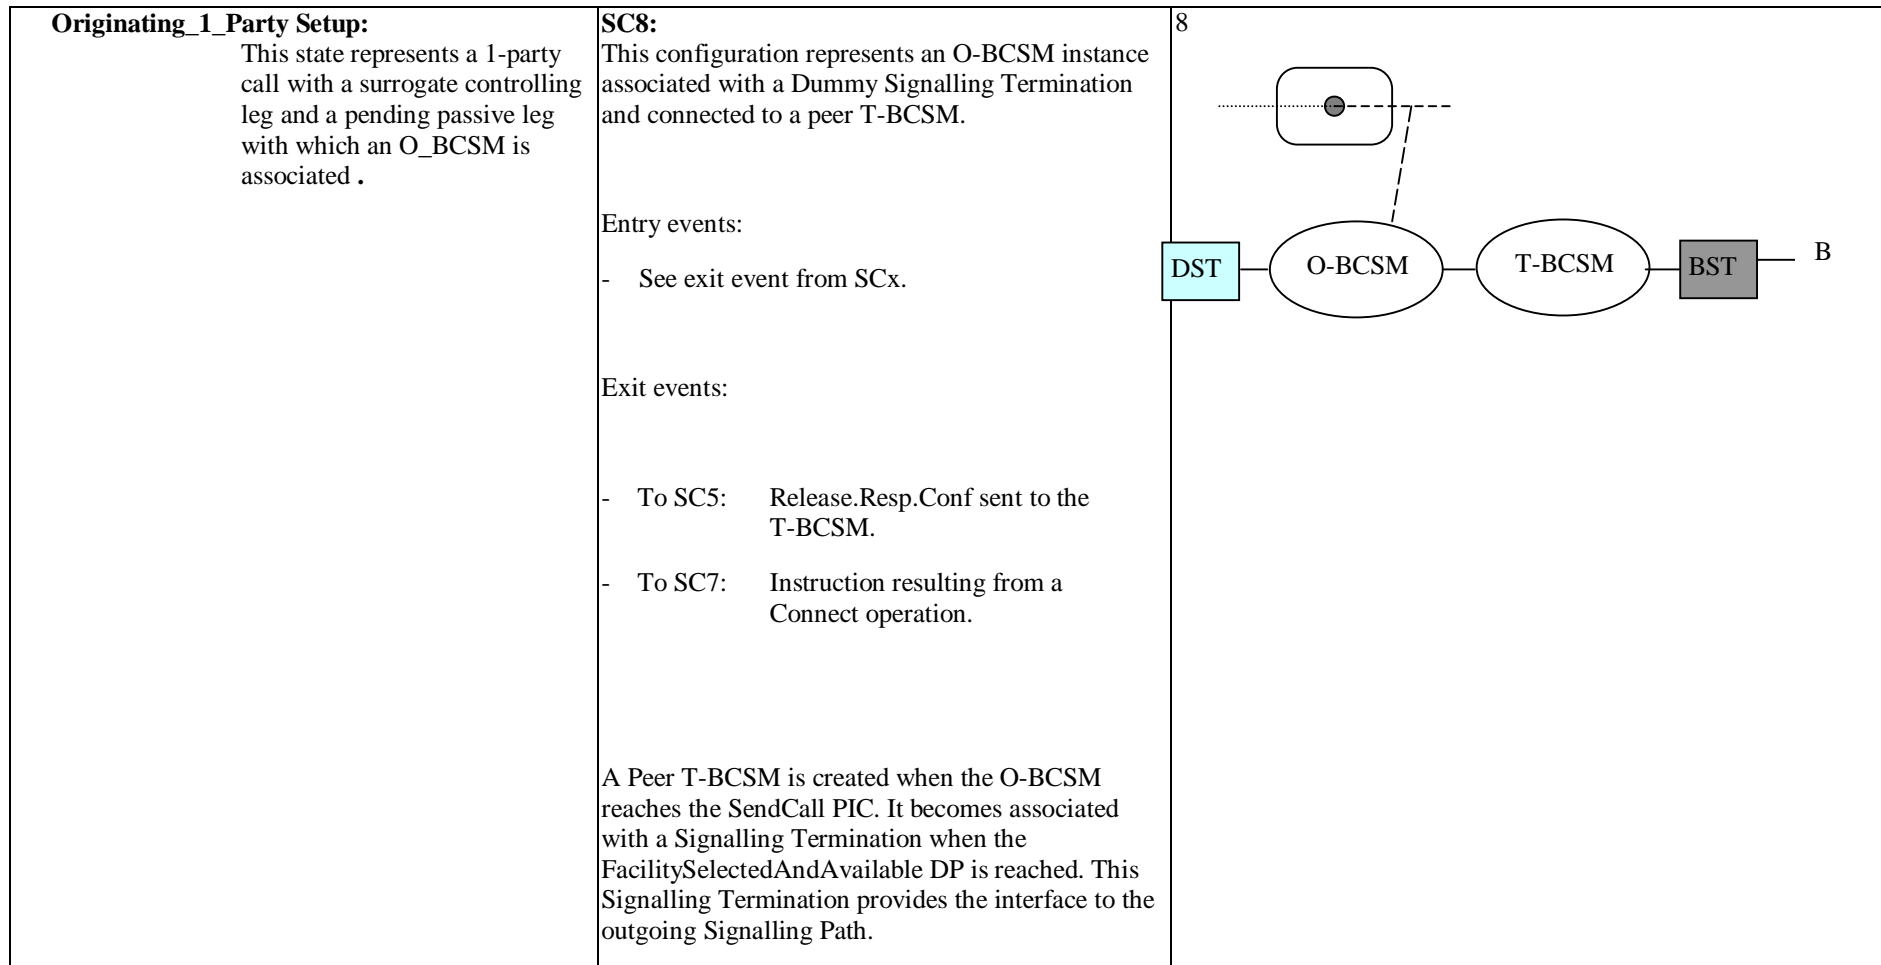 Originating_1_Party Setup:
This state represents a 1-party
call with a surrogate controlling
leg and a pending passive leg
with which an O_BCSM is
associated .
SC8:
This configuration represents an O-BCSM instance
associated with a Dummy Signalling Termination
and connected to a peer T-BCSM.
Entry events:
- See exit event from SCx.
Exit events:
- To SC5: Release.Resp.Conf sent to the
T-BCSM.
- To SC7: Instruction resulting from a
Connect operation.
A Peer T-BCSM is created when the O-BCSM
reaches the SendCall PIC. It becomes associated
with a Signalling Termination when the
FacilitySelectedAndAvailable DP is reached. This
Signalling Termination provides the interface to the
outgoing Signalling Path.
8
DST
O-BCSM
T-BCSM
BST
B